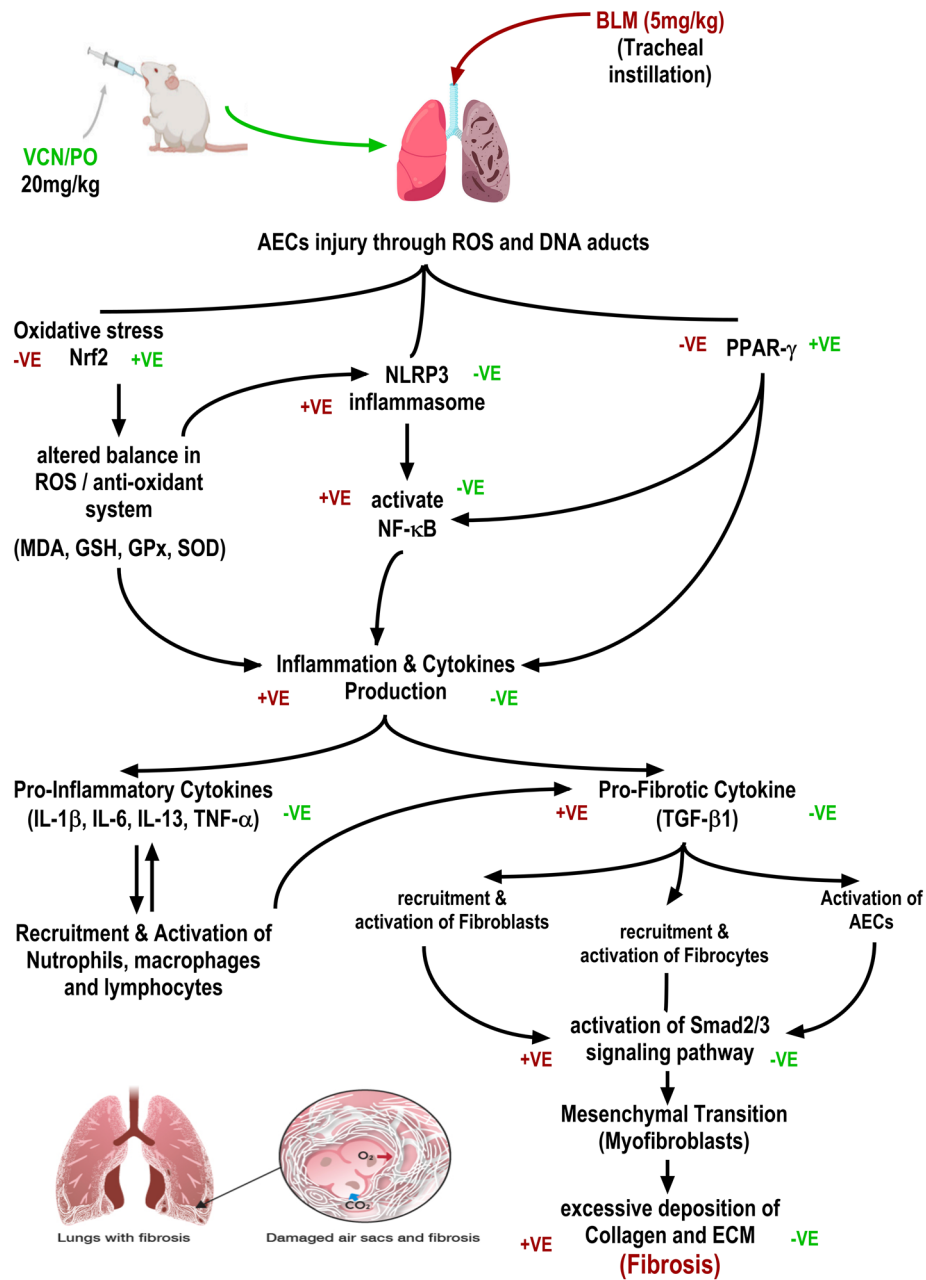 BLM (5mg/kg)
(Tracheal
instillation)
VCN/PO
20mg/kg
AECs injury through ROS and DNA aducts
Oxidative stress
-VE Nrf2 +VE
-VE PPAR-γ +VE
NLRP3 -VE
+VE inflammasome
altered balance in
ROS / anti-oxidant
system
(MDA, GSH, GPx, SOD)
+VE activate -VE
NF-κB
Inflammation & Cytokines
Production
+VE -VE
Pro-Inflammatory Cytokines
(IL-1β, IL-6, IL-13, TNF-α) -VE
Pro-Fibrotic Cytokine
+VE (TGF-β1) -VE
recruitment &
activation of Fibroblasts
recruitment &
activation of Fibrocytes
Activation of
AECs
Recruitment & Activation of
Nutrophils, macrophages
and lymphocytes
activation of Smad2/3
signaling pathway
+VE -VE
Mesenchymal Transition
(Myofibroblasts)
excessive deposition of
Collagen and ECM
+VE -VE
(Fibrosis)
O₂
CO₂
Lungs with fibrosis
Damaged air sacs and fibrosis